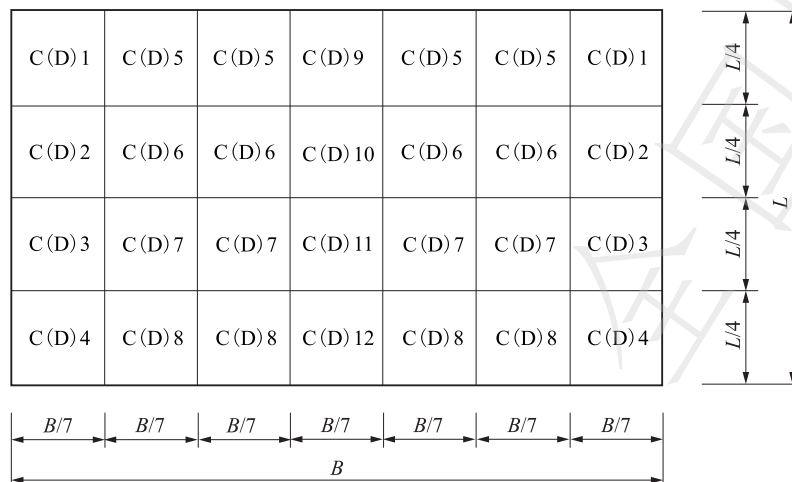 C(D)1 C(D)5 C(D)5 C(D)9 C(D)5 C(D)5 C(D)1
L/4
C(D)2 C(D)6 C(D)6 C(D)10 C(D)6 C(D)6 C(D)2
L/4
L
C(D)3 C(D)7 C(D)7 C(D)11 C(D)7 C(D)7 C(D)3
L/4
C(D)4 C(D)8 C(D)8 C(D)12 C(D)8 C(D)8 C(D)4
L/4
B/7 B/7 B/7 B/7 B/7 B/7 B/7
B